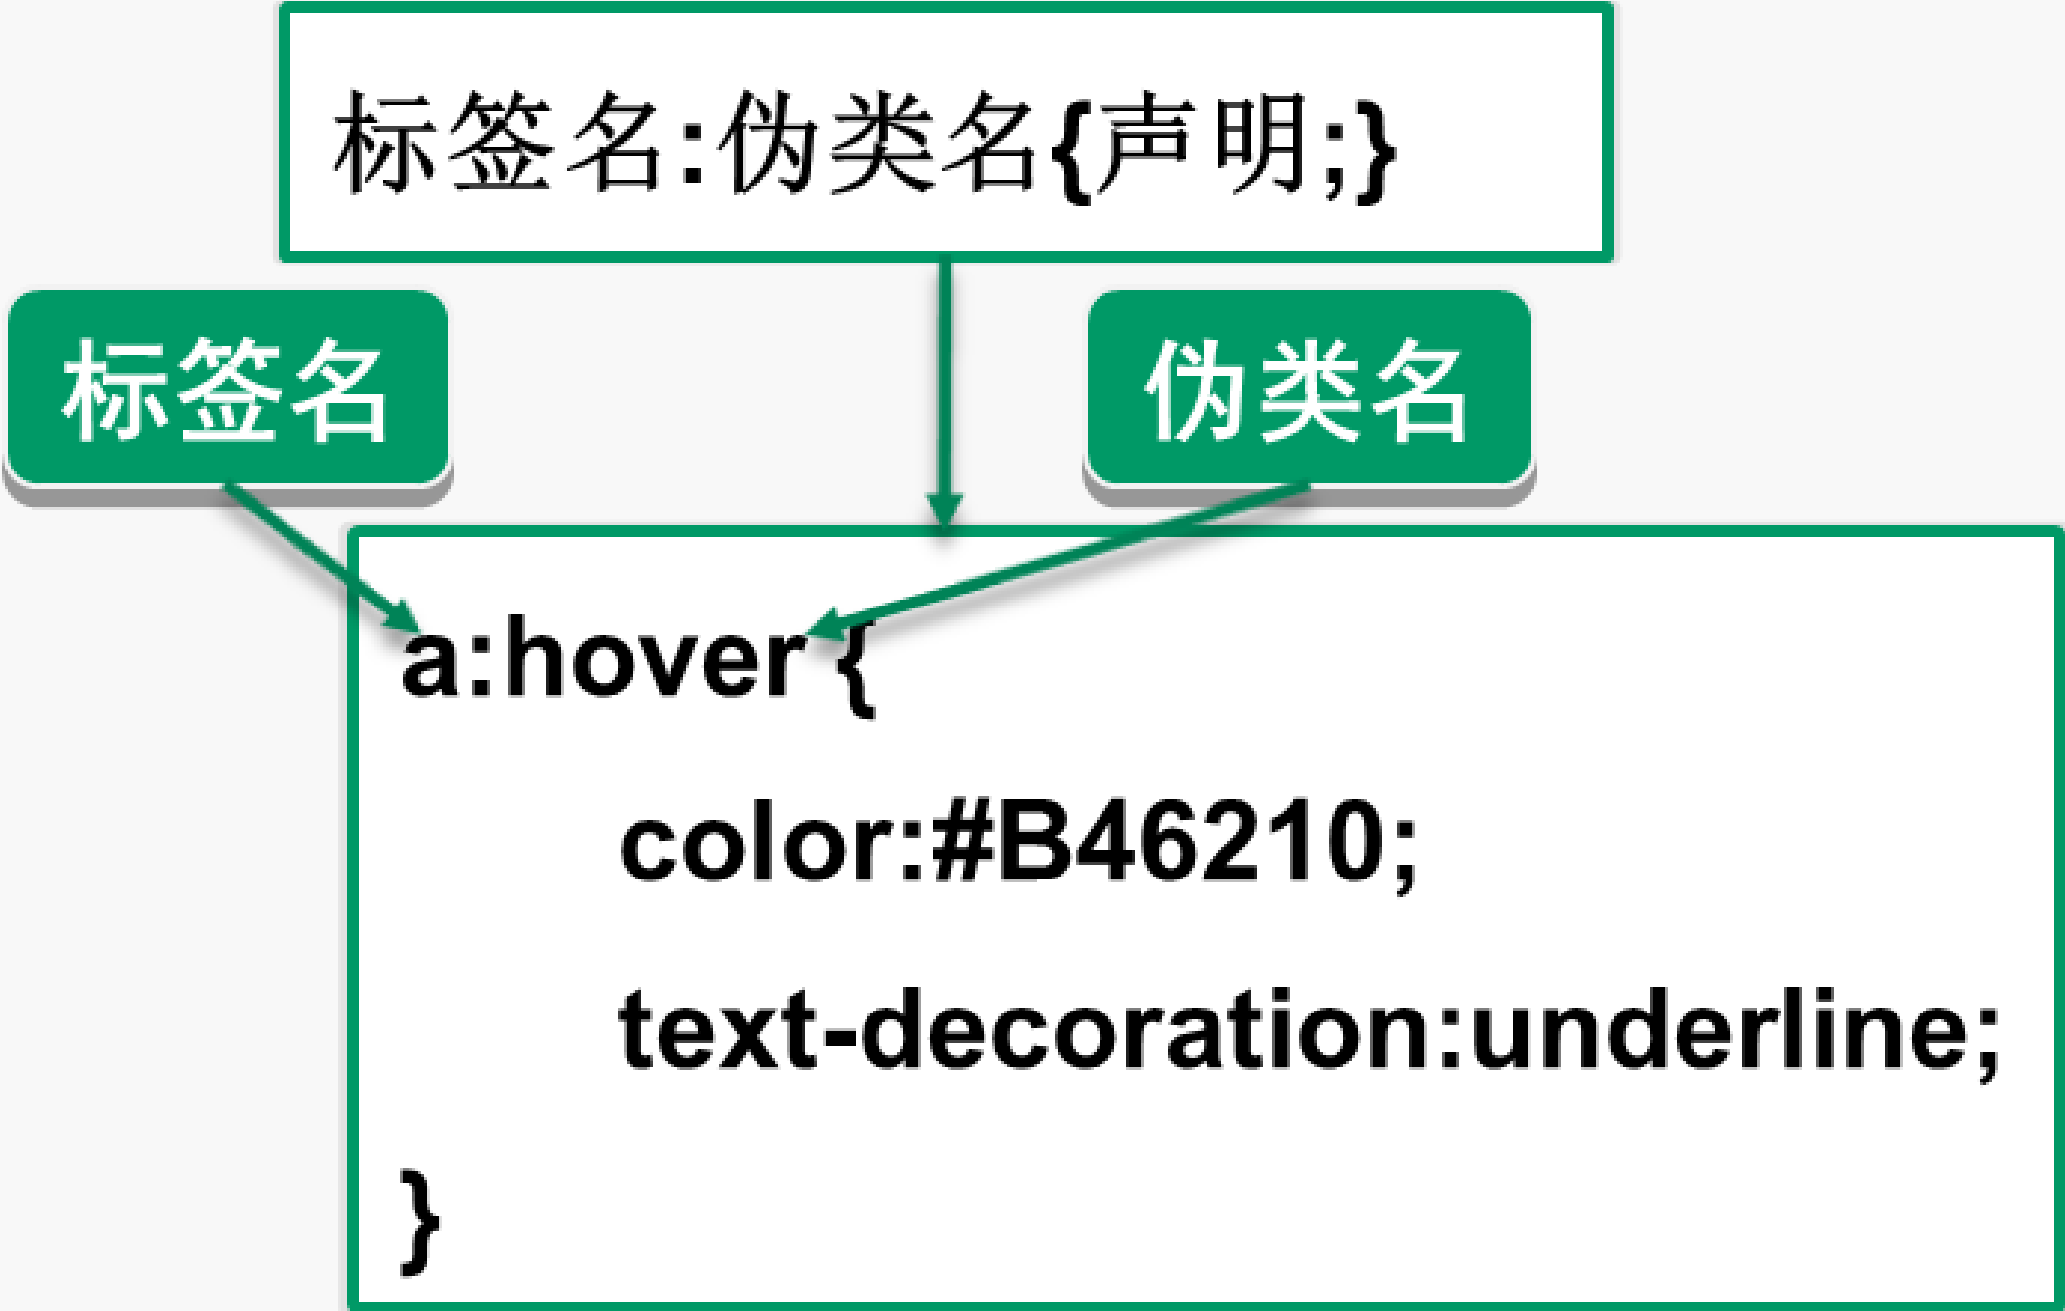 标签名:伪类名{声明;}
标签名
伪类名
a:hover {
color:#B46210;
text-decoration:underline;
}